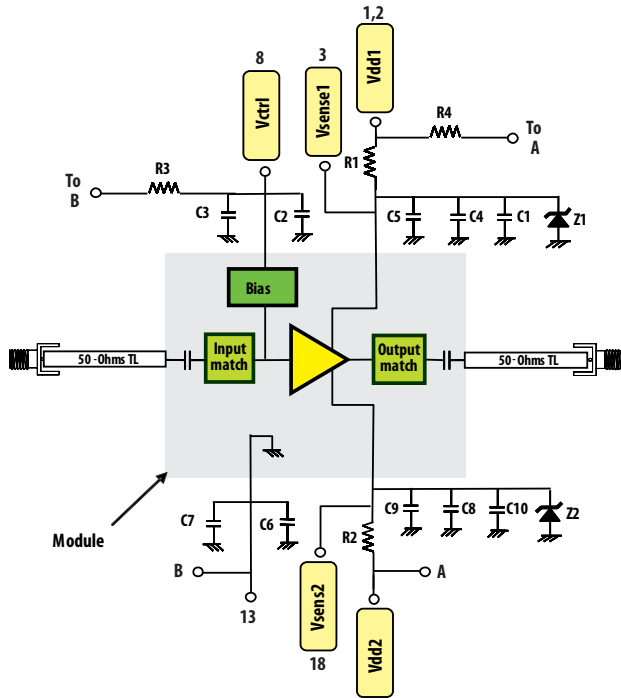 1,2
8
3
Vctrl
Vsense1
Vdd1
R4
To
A
R1
R3
To
B
C3
C2
C5
C4
C1
Z1
Bias
50 -Ohms TL
Input
match
Output
match
50- Ohms TL
Module
C7
C6
C9
C8
C10
Z2
R2
B
A
13
Vsens2
18
Vdd2